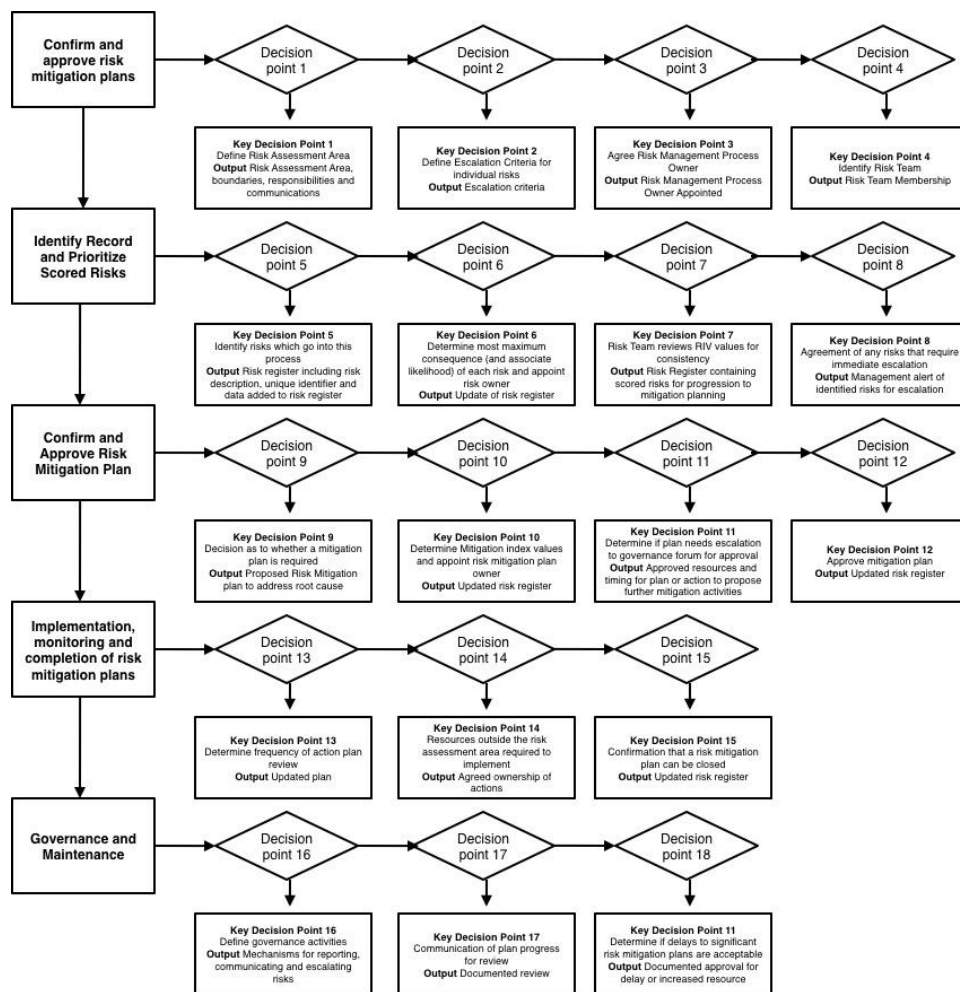 Confirm and
approve risk
mitigation plans
Decision
point 1
Decision
point 2
Decision
point 3
Decision
point 4
Key Decision Point 1
Define Risk Assessment Area
Output Risk Assessment Area,
boundaries, responsibilities and
communications
Key Decision Point 2
Define Escalation Criteria for
individual risks
Output Escalation criteria
Key Decision Point 3
Agree Risk Management Process
Owner
Output Risk Management Process
Owner Appointed
Key Decision Point 4
Identify Risk Team
Output Risk Team Membership
Identify Record
and Prioritize
Scored Risks
Decision
point 5
Decision
point 6
Decision
point 7
Decision
point 8
Key Decision Point 5
Identify risks which go into this
process
Output Risk register including risk
description, unique identifier and
data added to risk register
Key Decision Point 6
Determine most maximum
consequence (and associate
likelihood) of each risk and appoint
risk owner
Output Update of risk register
Key Decision Point 7
Risk Team reviews RIV values for
consistency
Output Risk Register containing
scored risks for progression to
mitigation planning
Key Decision Point 8
Agreement of any risks that require
immediate escalation
Output Management alert of
identified risks for escalation
Confirm and
Approve Risk
Mitigation Plan
Decision
point 9
Decision
point 10
Decision
point 11
Decision
point 12
Key Decision Point 9
Decision as to whether a mitigation
plan is required
Output Proposed Risk Mitigation
plan to address root cause
Key Decision Point 10
Determine Mitigation index values
and appoint risk mitigation plan
owner
Output Updated risk register
Key Decision Point 11
Determine if plan needs escalation
to governance forum for approval
Output Approved resources and
timing for plan or action to propose
further mitigation activities
Key Decision Point 12
Approve mitigation plan
Output Updated risk register
Implementation,
monitoring and
completion of risk
mitigation plans
Decision
point 13
Decision
point 14
Decision
point 15
Key Decision Point 13
Determine frequency of action plan
review
Output Updated plan
Key Decision Point 14
Resources outside the risk
assessment area required to
implement
Output Agreed ownership of
actions
Key Decision Point 15
Confirmation that a risk mitigation
plan can be closed
Output Updated risk register
Governance and
Maintenance
Decision
point 16
Decision
point 17
Decision
point 18
Key Decision Point 16
Define governance activities
Output Mechanisms for reporting,
communicating and escalating
risks
Key Decision Point 17
Communication of plan progress
for review
Output Documented review
Key Decision Point 11
Determine if delays to significant
risk mitigation plans are acceptable
Output Documented approval for
delay or increased resource